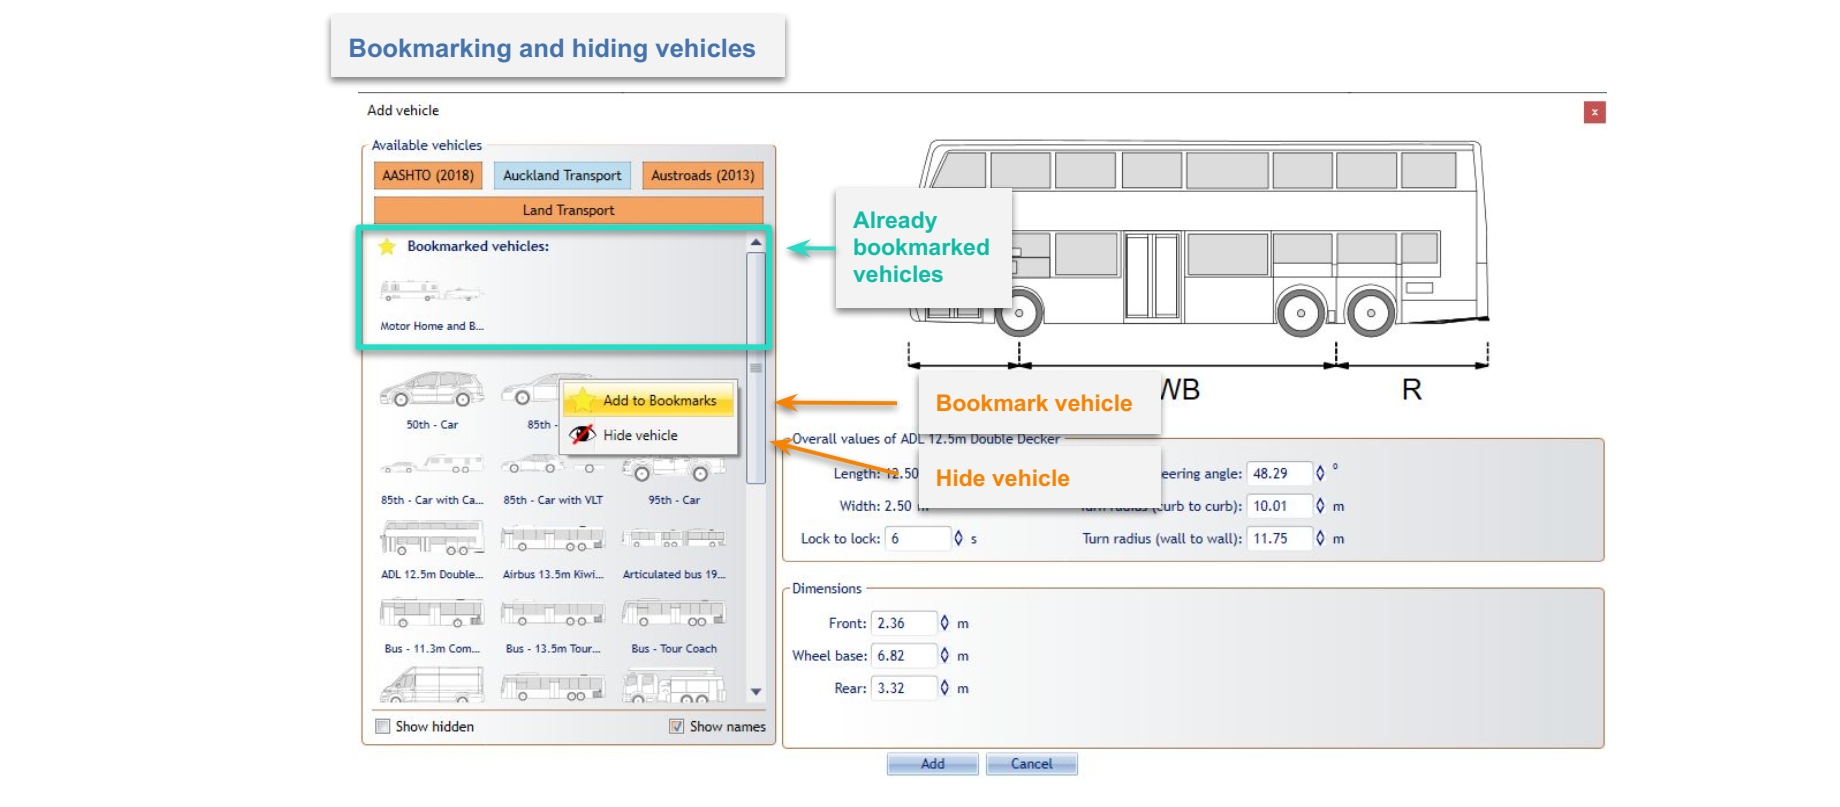 Bookmarking and hiding vehicles
Add vehicle
x
Available vehicles
AASHTO (2018)
Auckland Transport
Austroads (2013)
Land Transport
Bookmarked vehicles:
Motor Home and B...
Already
bookmarked
vehicles
50th - Car
85th -
Add to Bookmarks
Hide vehicle
Bookmark vehicle
Hide vehicle
WB
R
85th - Car with Ca...
85th - Car with VLT
95th - Car
ADL 12.5m Double...
Airbus 13.5m Kiwi...
Articulated bus 19...
Bus - 11.3m Com...
Bus - 13.5m Tour...
Bus - Tour Coach
Show hidden
Show names
Overall values of ADL 12.5m Double Decker
Length: 12.50
eering angle: 48.29 °
Width: 2.50
(curb to curb): 10.01 m
Lock to lock: 6 s
Turn radius (wall to wall): 11.75 m
Dimensions
Front: 2.36 m
Wheel base: 6.82 m
Rear: 3.32 m
Add
Cancel